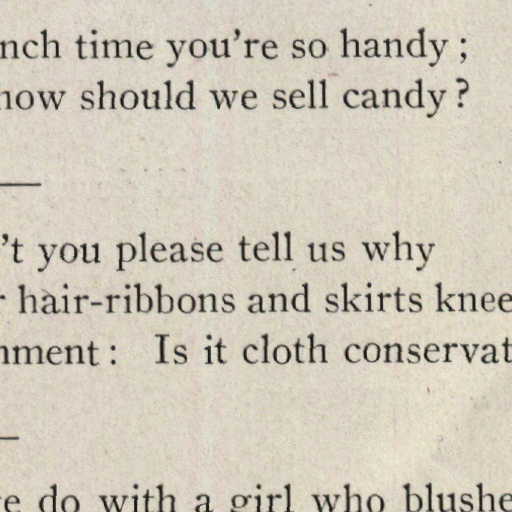 nch time you're so handy ;
how should we sell candy ?
't you please tell us why
hair-ribbons and skirts knee
nment : Is it cloth conservat
e do with a girl who blushe